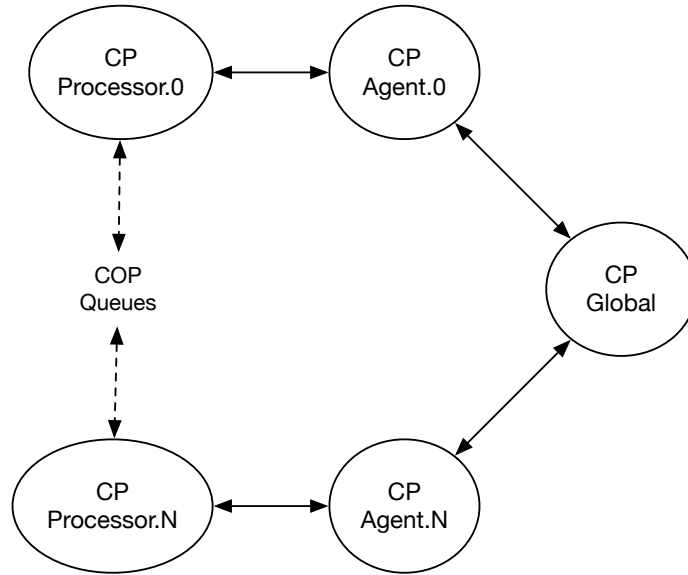 CP
Processor.0
CP
Agent.0
COP
Queues
CP
Global
CP
Processor.N
CP
Agent.N